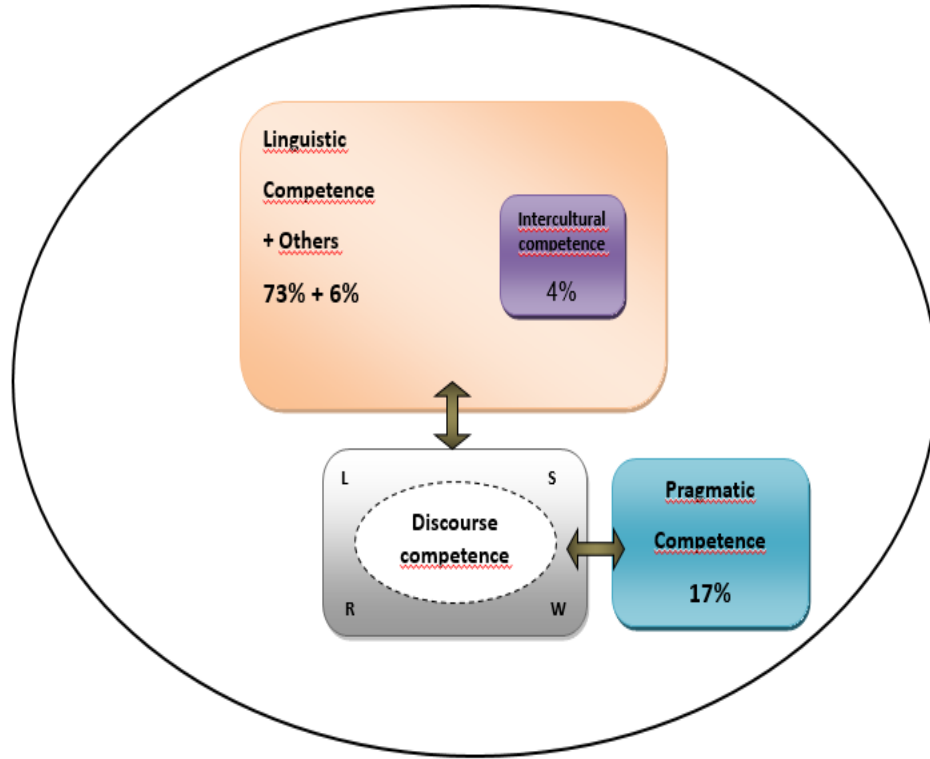 Linguistic
Competence
+ Others
73% + 6%
Intercultural
competence
4%
L
S
Discourse
competence
R
W
Pragmatic
Competence
17%